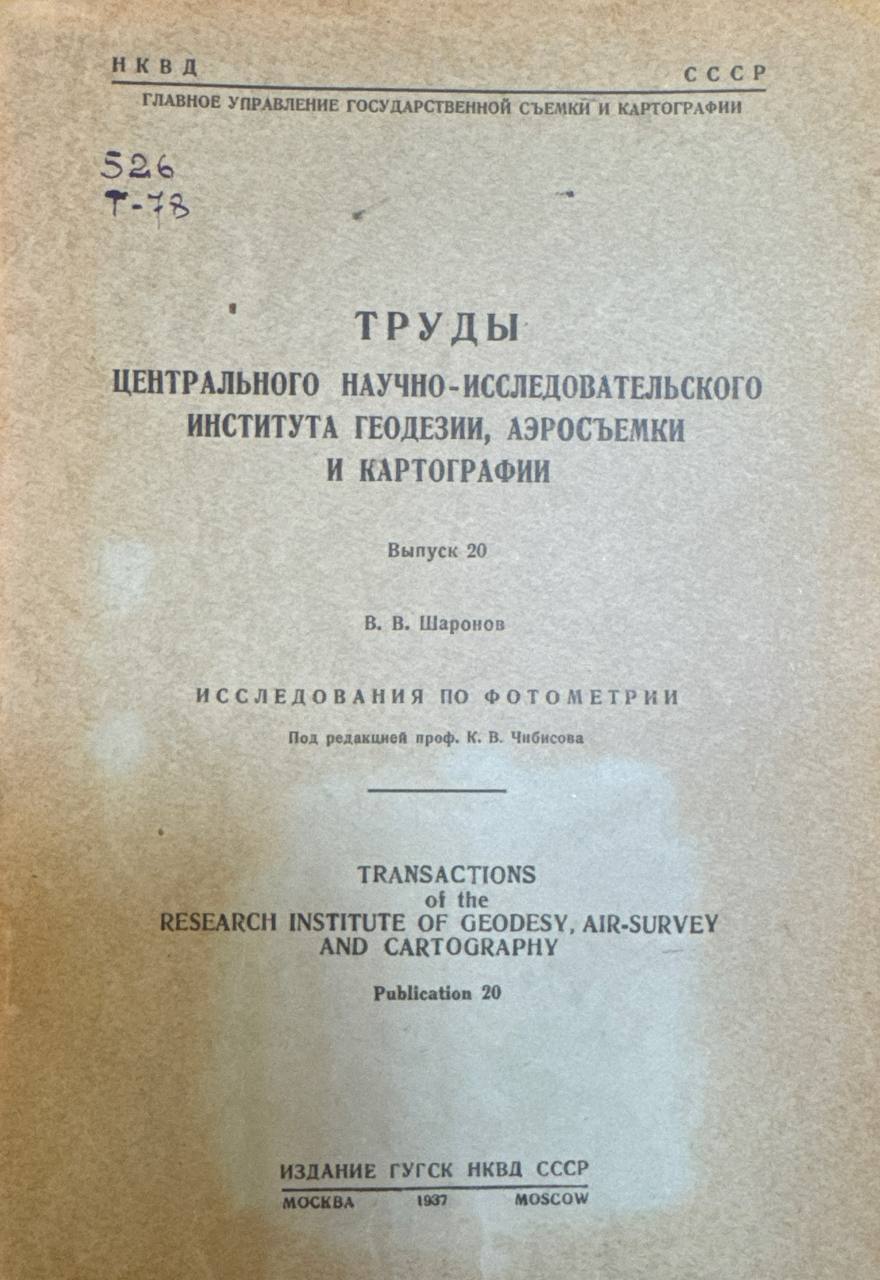 НКВД СССР
ГЛАВНОЕ УПРАВЛЕНИЕ ГОСУДАРСТВЕННОЙ СЪЕМКИ И КАРТОГРАФИИ
526
Т-78
ТРУДЫ
ЦЕНТРАЛЬНОГО НАУЧНО-ИССЛЕДОВАТЕЛЬСКОГО
ИНСТИТУТА ГЕОДЕЗИИ, АЭРОСЪЕМКИ
И КАРТОГРАФИИ
Выпуск 20
В. В. Шаронов
ИССЛЕДОВАНИЯ ПО ФОТОМЕТРИИ
Под редакцией проф. К. В. Чибисова
TRANSACTIONS
of the
RESEARCH INSTITUTE OF GEODESY, AIR-SURVEY
AND CARTOGRAPHY
Publication 20
ИЗДАНИЕ ГУГСК НКВД СССР
МОСКВА 1937 MOSCOW